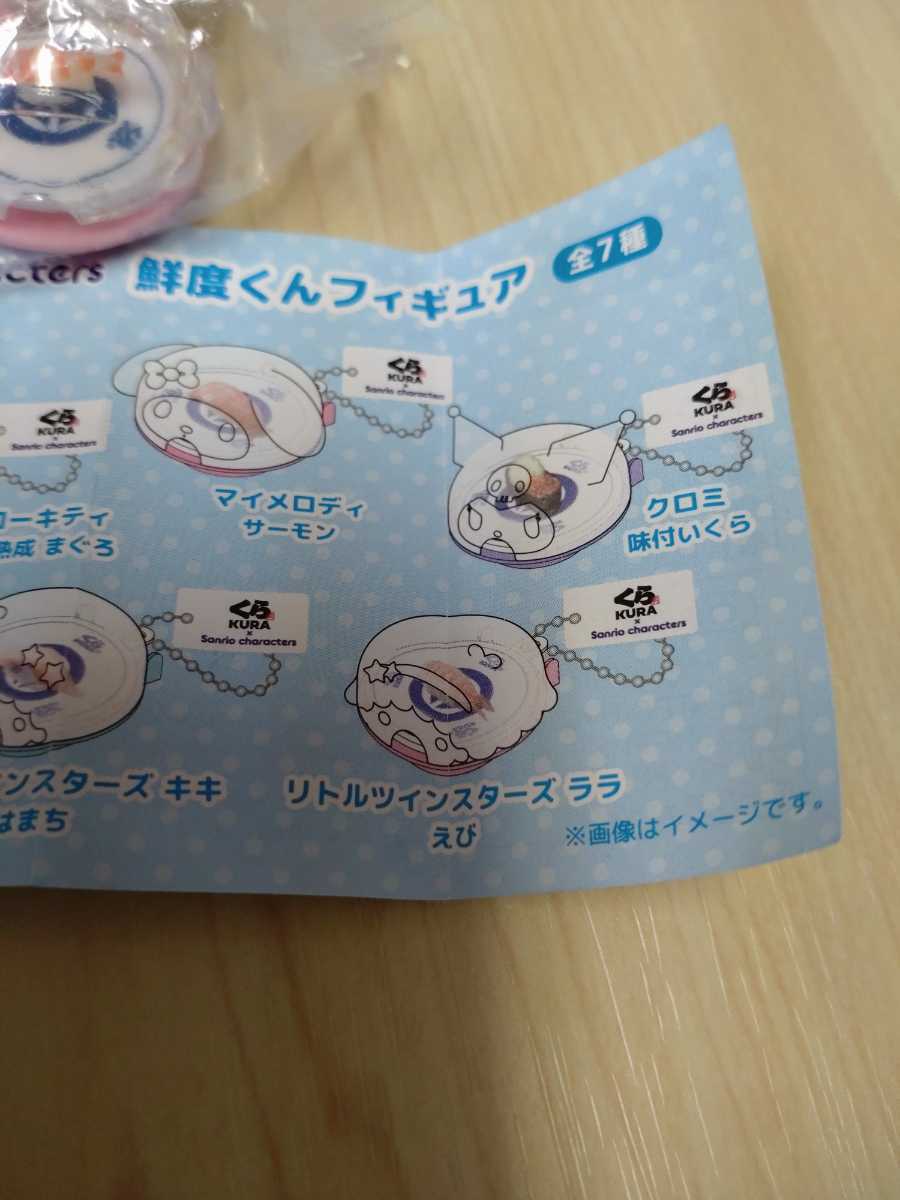 cters 鮮度くんフィギュア 全7種
くら
KURA
×
Sanrio characters
マイメロディ
サーモン
くら
KURA
×
Sanrio characters
クロミ
味付いくら
くら
KURA
×
Sanrio characters
ーキティ
熟成 まぐろ
くら
KURA
×
Sanrio characters
インスターズ キキ
はまち
くら
KURA
×
Sanrio characters
リトルツインスターズ ララ
えび
※画像はイメージです。